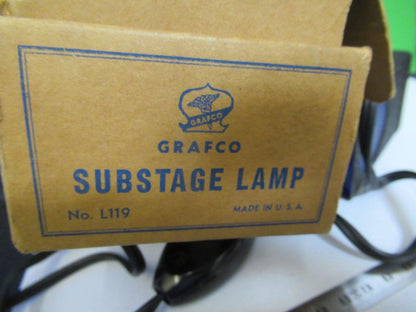 GRAFCO
GRAFCO
SUBSTAGE LAMP
No. L119
MADE IN U. S. A.